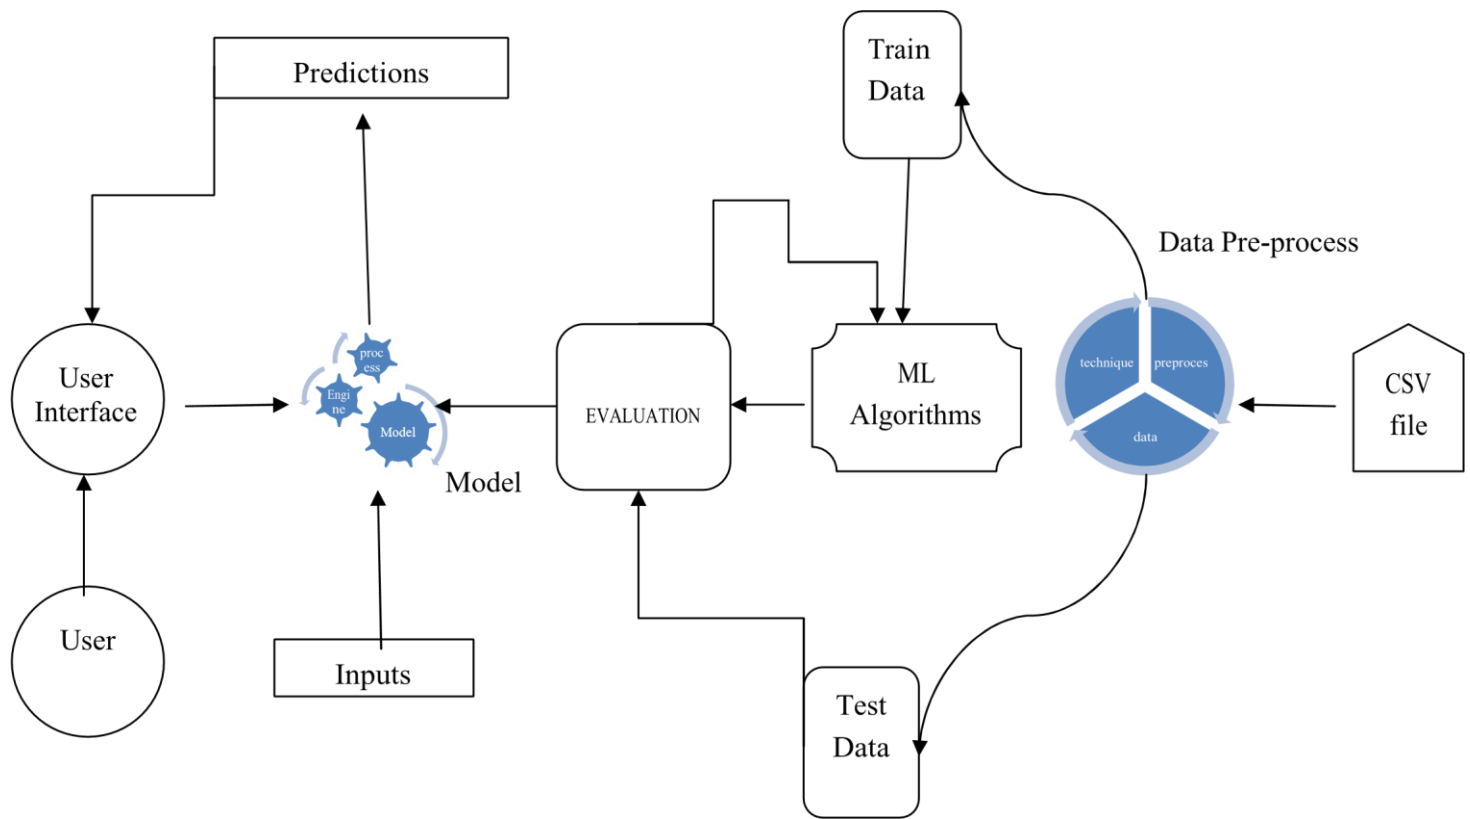 Predictions
Train
Data
Data Pre-process
User
Interface
proc
ess
Engi
ne
Model
Model
EVALUATION
ML
Algorithms
technique
preproces
data
CSV
file
User
Inputs
Test
Data